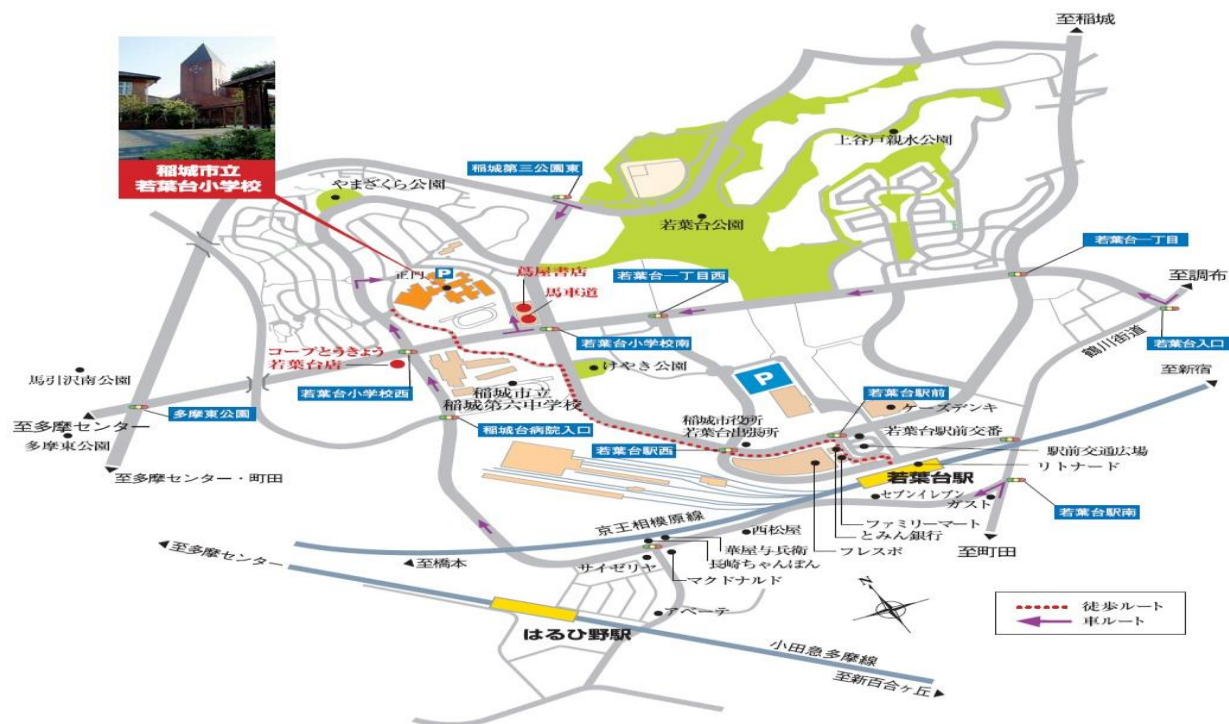 至稲城
稲城市立
若葉台小学校
稲城第三公園東
上谷戸親水公園
やまざくら公園
若葉台公園
若葉台一丁目
正門
P
蔦屋書店
馬車道
若葉台一丁目西
至調布
鶴川街道
若葉台入口
コープとうきょう
若葉台店
若葉台小学校南
けやき公園
P
至新宿
馬引沢南公園
若葉台小学校西
稲城市立
稲城第六中学校
若葉台駅前
ケーズデンキ
多摩東公園
至多摩センター
多摩東公園
稲城台病院入口
稲城市役所
若葉台出張所
若葉台駅前交番
若葉台駅西
駅前交通広場
リトナード
至多摩センター・町田
若葉台駅
セブンイレブン
ガスト
若葉台駅南
京王相模原線
西松屋
ファミリーマート
とみん銀行
フレスポ
至町田
至多摩センター
至橋本
華屋与兵衛
長崎ちゃんぽん
サイゼリヤ
マクドナルド
N
アベーテ
はるひ野駅
徒歩ルート
車ルート
小田急多摩線
至新百合ヶ丘